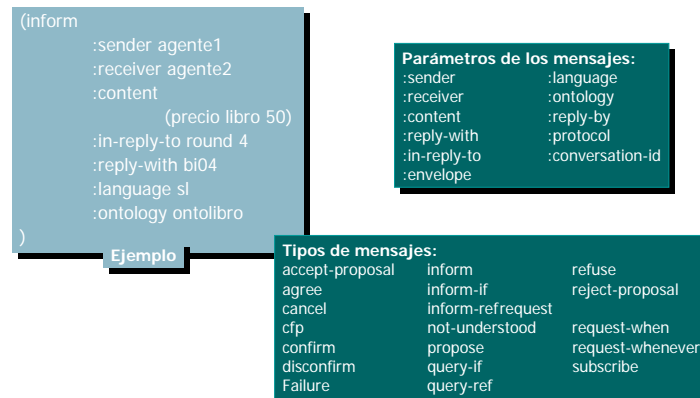 (inform
:sender agente1
:receiver agente2
:content
(precio libro 50)
:in-reply-to round 4
:reply-with bi04
:language sl
:ontology ontolibro
)
Ejemplo
Parámetros de los mensajes:
:sender :language
:receiver :ontology
:content :reply-by
:reply-with :protocol
:in-reply-to :conversation-id
:envelope
Tipos de mensajes:
accept-proposal inform refuse
agree inform-if reject-proposal
cancel inform-refrequest
cfp not-understood request-when
confirm propose request-whenever
disconfirm query-if subscribe
Failure query-ref